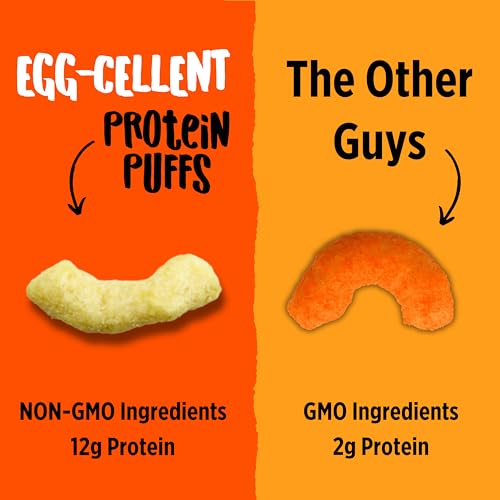 EGG-CELLENT
PROTEIN
PUFFS
NON-GMO Ingredients
12g Protein
The Other
Guys
GMO Ingredients
2g Protein